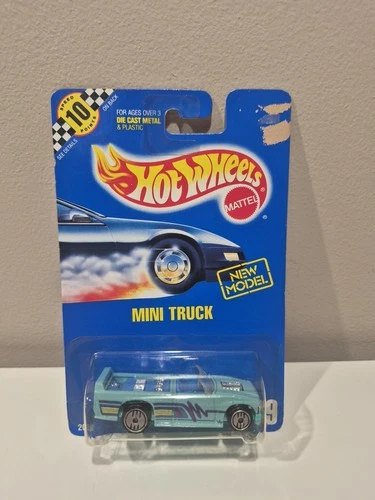 SPEED
10
POINTS
SEE DETAILS
ON BACK
FOR AGES OVER 3
DIE CAST METAL
& PLASTIC
HOT WHEELS
MATTEL
NEW
MODEL
MINI TRUCK
9